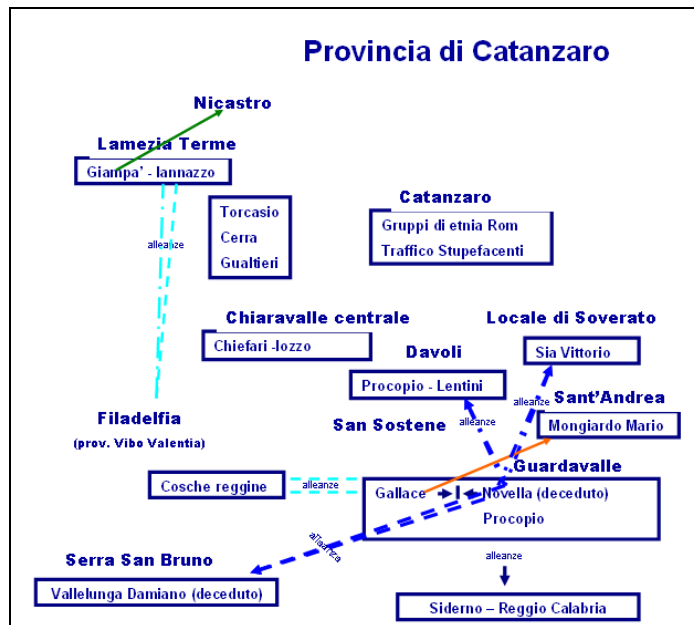 Provincia di Catanzaro
Nicastro
Lamezia Terme
Giampa' - Iannazzo
alleanze
Torcasio
Cerra
Gualtieri
Catanzaro
Gruppi di etnia Rom
Traffico Stupefacenti
Chiaravalle centrale
Chiefari -Iozzo
Locale di Soverato
Sia Vittorio
Davoli
Procopio - Lentini
alleanze
Sant'Andrea
Mongiardo Mario
Filadelfia
(prov. Vibo Valentia)
San Sostene
alleanze
Guardavalle
Cosche reggine
alleanze
Gallace
Novella (deceduto)
Procopio
alleanza
alleanze
Serra San Bruno
Vallelunga Damiano (deceduto)
Siderno – Reggio Calabria